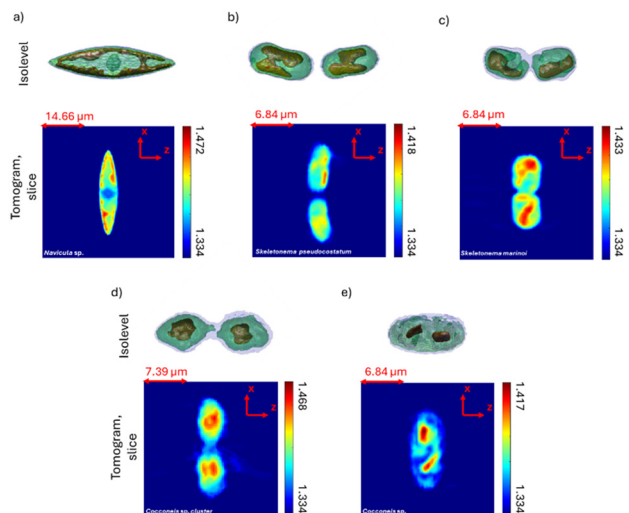 a)
b)
c)
Isolevel
14.66 µm
6.84 µm
6.84 µm
Tomogram,
slice
X
Z
1.472
1.334
Navicula sp.
X
Z
1.418
1.334
Skeletonema pseudocostatum
X
Z
1.433
1.334
Skeletonema marinoi
d)
e)
Isolevel
7.39 µm
6.84 µm
Tomogram,
slice
X
Z
1.468
1.334
Cocconeis sp. cluster
X
Z
1.417
1.334
Cocconeis sp.